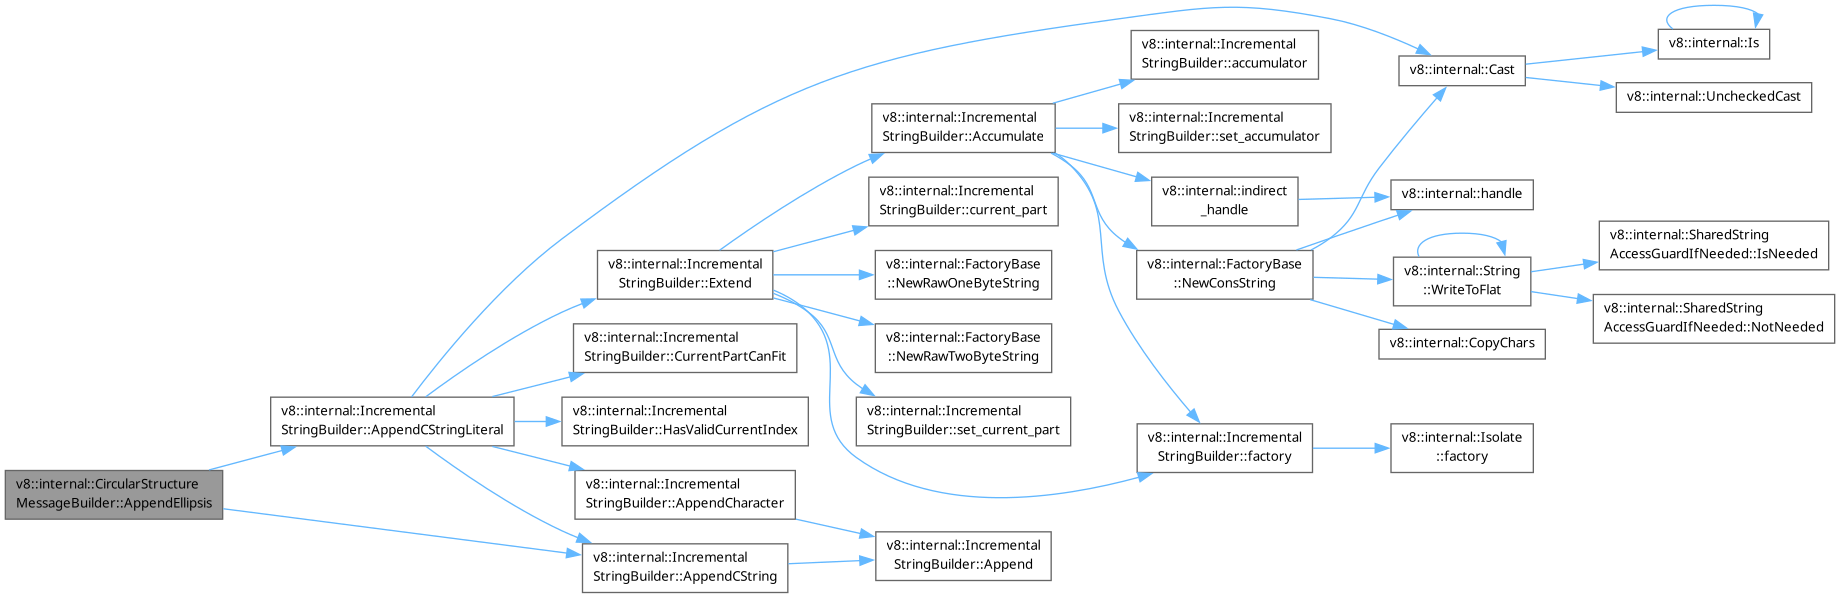 v8::internal::CircularStructure
MessageBuilder::AppendEllipsis
v8::internal::Incremental
StringBuilder::AppendCStringLiteral
v8::internal::Incremental
StringBuilder::Extend
v8::internal::Incremental
StringBuilder::CurrentPartCanFit
v8::internal::Incremental
StringBuilder::HasValidCurrentIndex
v8::internal::Incremental
StringBuilder::AppendCharacter
v8::internal::Incremental
StringBuilder::AppendCString
v8::internal::Incremental
StringBuilder::Accumulate
v8::internal::Incremental
StringBuilder::current_part
v8::internal::FactoryBase
::NewRawOneByteString
v8::internal::FactoryBase
::NewRawTwoByteString
v8::internal::Incremental
StringBuilder::set_current_part
v8::internal::Incremental
StringBuilder::Append
v8::internal::Incremental
StringBuilder::accumulator
v8::internal::Incremental
StringBuilder::set_accumulator
v8::internal::indirect
_handle
v8::internal::FactoryBase
::NewConsString
v8::internal::Incremental
StringBuilder::factory
v8::internal::Cast
v8::internal::handle
v8::internal::String
::WriteToFlat
v8::internal::CopyChars
v8::internal::Isolate
::factory
v8::internal::Is
v8::internal::UncheckedCast
v8::internal::SharedString
AccessGuardIfNeeded::IsNeeded
v8::internal::SharedString
AccessGuardIfNeeded::NotNeeded